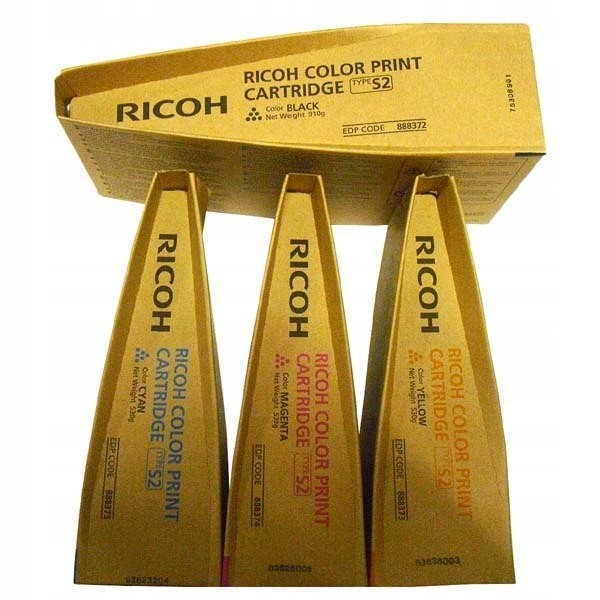 RICOH
RICOH COLOR PRINT
CARTRIDGE TYPE S2
Color BLACK
Net Weight 910g
EDP CODE 888372
75308901
RICOH
RICOH COLOR PRINT
CARTRIDGE TYPE S2
Color CYAN
Net Weight 530g
EDP CODE 888375
53623204
RICOH
RICOH COLOR PRINT
CARTRIDGE TYPE S2
Color MAGENTA
Net Weight 530g
EDP CODE 888374
RICOH
RICOH COLOR PRINT
CARTRIDGE TYPE S2
Color YELLOW
Net Weight 530g
EDP CODE 888373